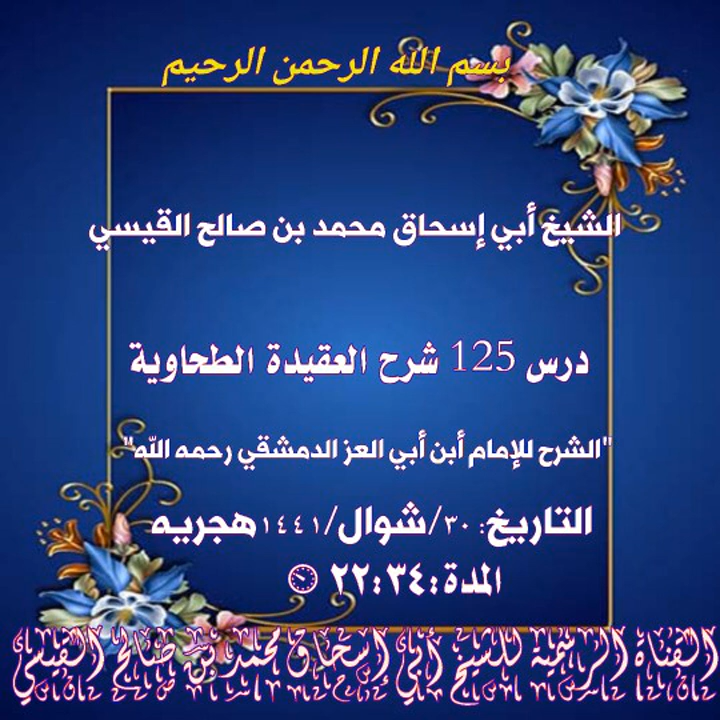 بسم الله الرحمن الرحيم
الشيخ أبي إسحاق محمد بن صالح القيسي
درس 125 شرح العقيدة الطحاوية
"الشرح للإمام أبن أبي العز الدمشقي رحمه الله"
التاريخ: ٣٠/شوال/١٤٤١هجريه
المدة:٢٢:٣٤
القناة الرسمية للشيخ أبي إسحاق محمد بن صالح القيسي